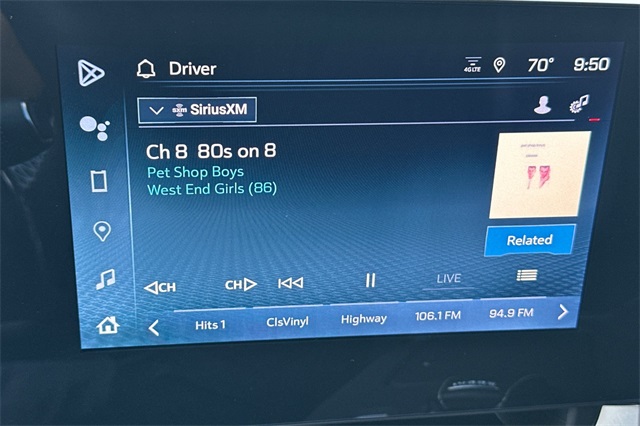 Driver
4G LTE
70°
9:50
sxm SiriusXM
Ch 8 80s on 8
Pet Shop Boys
West End Girls (86)
Related
CH
CH
LIVE
Hits 1
ClsVinyl
Highway
106.1 FM
94.9 FM